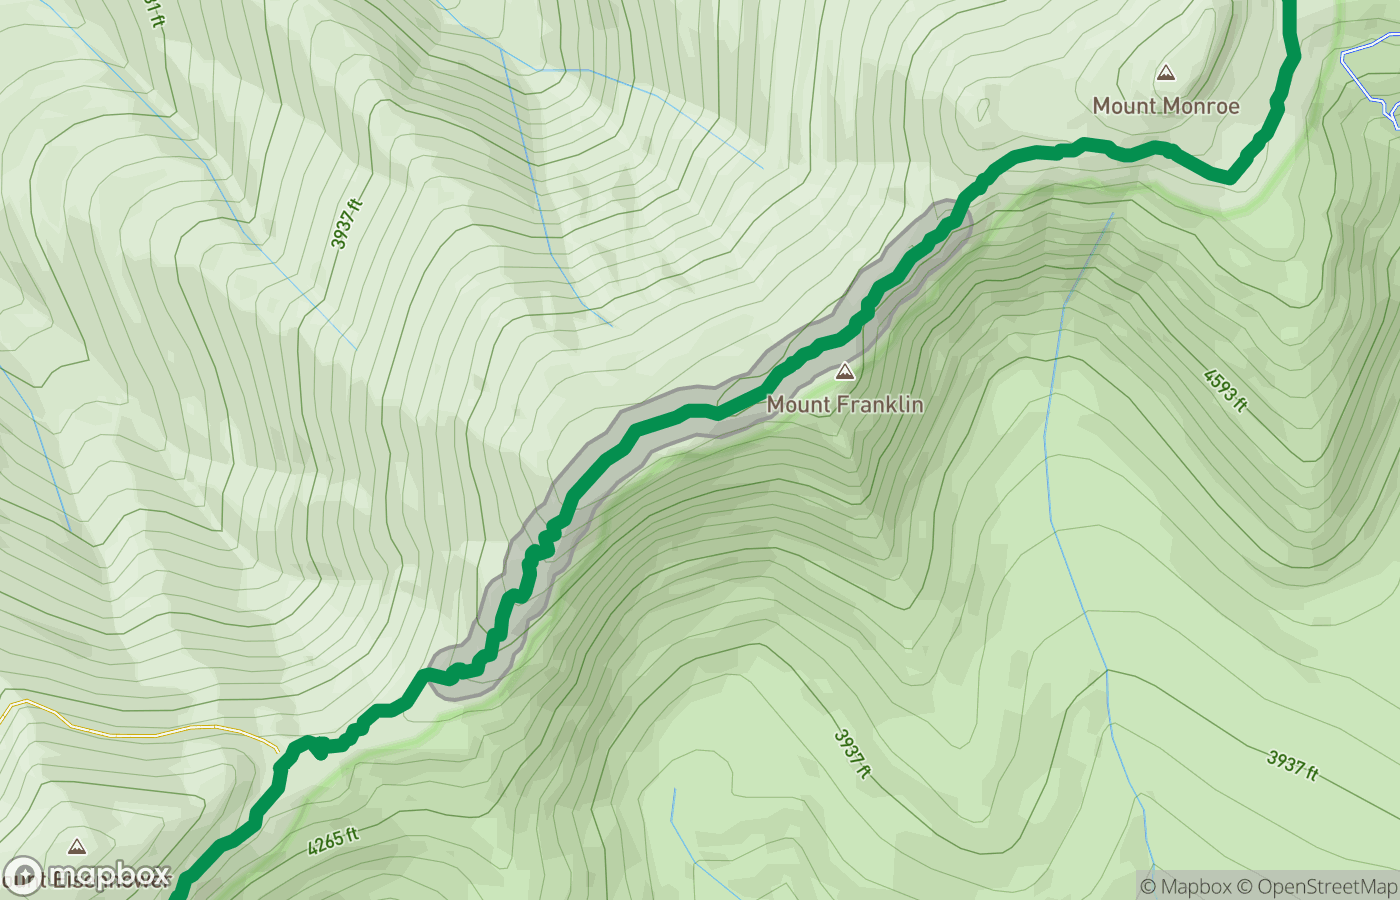 Mount Monroe
3937 ft
4593 ft
Mount Franklin
3937 ft
3937 ft
4265 ft
mapbox
© Mapbox © OpenStreetMap